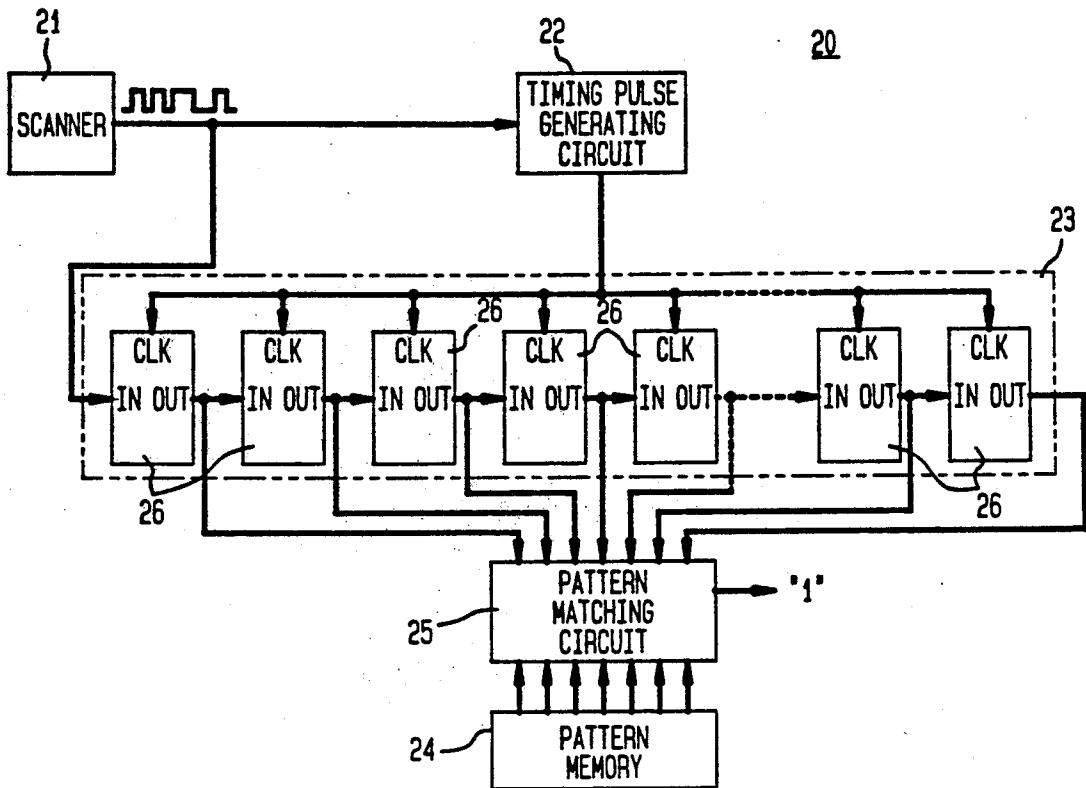 21
22
20
SCANNER
TIMING PULSE
GENERATING
CIRCUIT
23
26
26
CLK
CLK
CLK
CLK
CLK
CLK
CLK
IN OUT
IN OUT
IN OUT
IN OUT
IN OUT
IN OUT
IN OUT
26
26
PATTERN
MATCHING
CIRCUIT
"1"
25
24
PATTERN
MEMORY